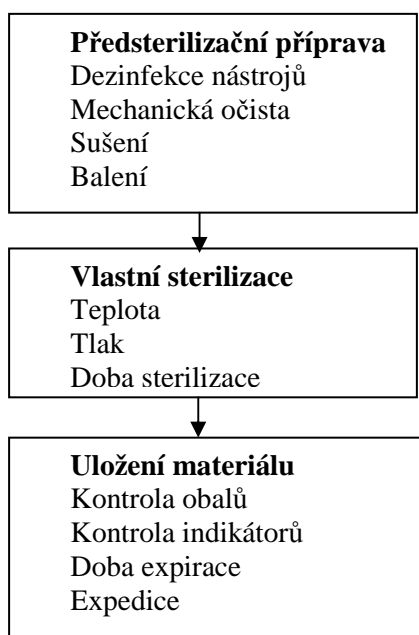 Předsterilizační příprava
Dezinfekce nástrojů
Mechanická očista
Sušení
Balení
Vlastní sterilizace
Teplota
Tlak
Doba sterilizace
Uložení materiálu
Kontrola obalů
Kontrola indikátorů
Doba expirace
Expedice